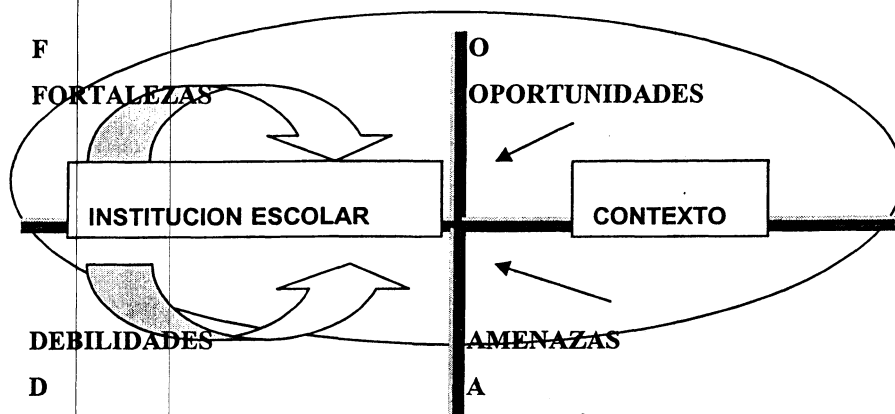 F
FORTALEZAS
O
OPORTUNIDADES
INSTITUCION ESCOLAR
CONTEXTO
DEBILIDADES
D
AMENAZAS
A